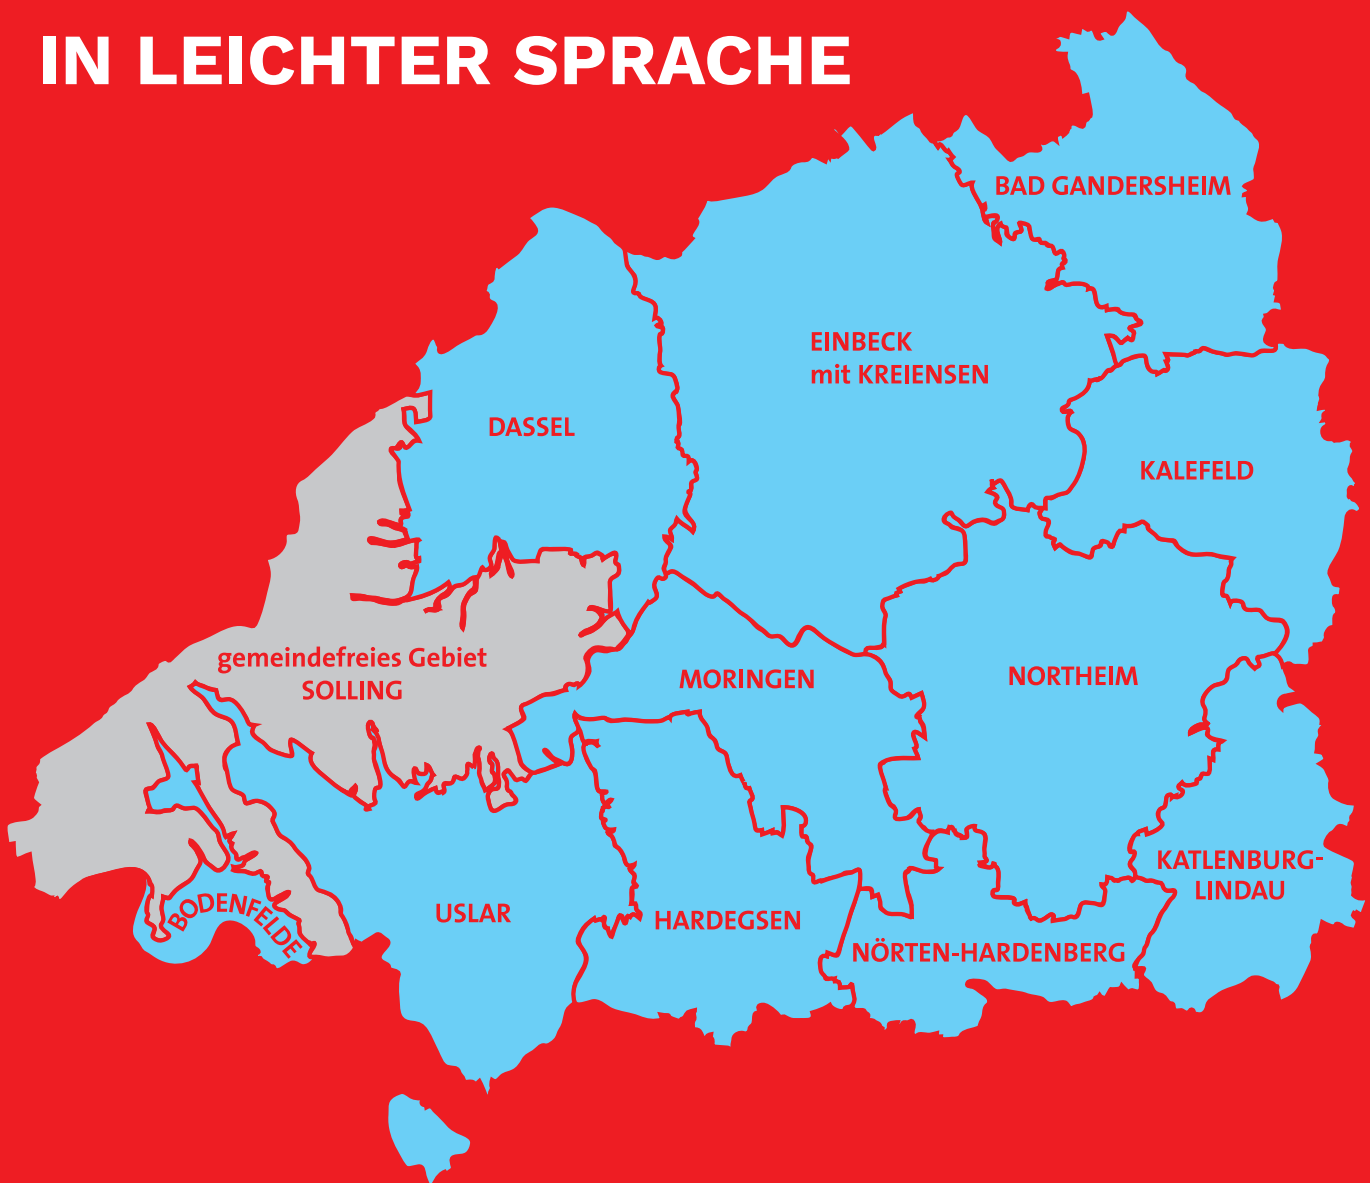 IN LEICHTER SPRACHE
BAD GANDERSHEIM
EINBECK
mit KREIENSEN
DASSEL
KALEFELD
gemeindefreies Gebiet
SOLLING
MORINGEN
NORTHEIM
KATLENBURG-
LINDAU
BODENFELDE
USLAR
HARDEGSEN
NÖRTEN-HARDENBERG